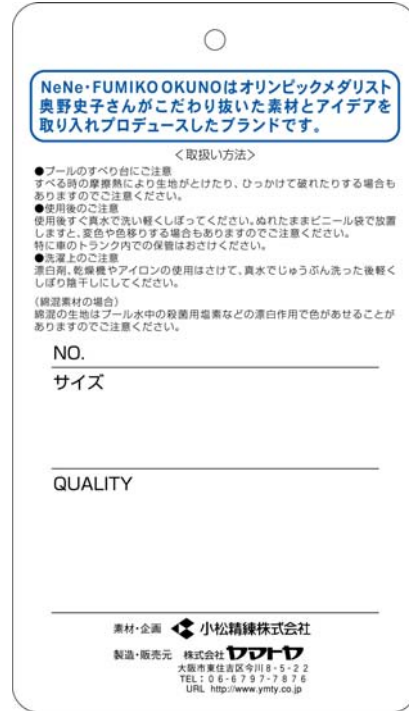 NeNe・FUMIKO OKUNOはオリンピックメダリスト
奥野史子さんがこだわり抜いた素材とアイデアを
取り入れプロデュースしたブランドです。
＜取扱い方法＞
●プールのすべり台にご注意
すべる時の摩擦熱により生地がとけたり、ひっかけて破れたりする場合も
ありますのでご注意ください。
●使用後のご注意
使用後すぐ真水で洗い軽くしぼってください。ぬれたままビニール袋で放置
しますと、変色や色移りする場合もありますのでご注意ください。
特に車のトランク内での保管はおさけください。
●洗濯上のご注意
漂白剤、乾燥機やアイロンの使用はさけて、真水でじゅうぶん洗った後軽く
しぼり陰干しにしてください。
（綿混素材の場合）
綿混の生地はプール水中の殺菌用塩素などの漂白作用で色があせることが
ありますのでご注意ください。
NO.
サイズ
QUALITY
素材・企画 小松精練株式会社
製造・販売元 株式会社ヤマトヤ
大阪市東住吉区今川8-5-22
TEL：06-6797-7876
URL http://www.ymty.co.jp